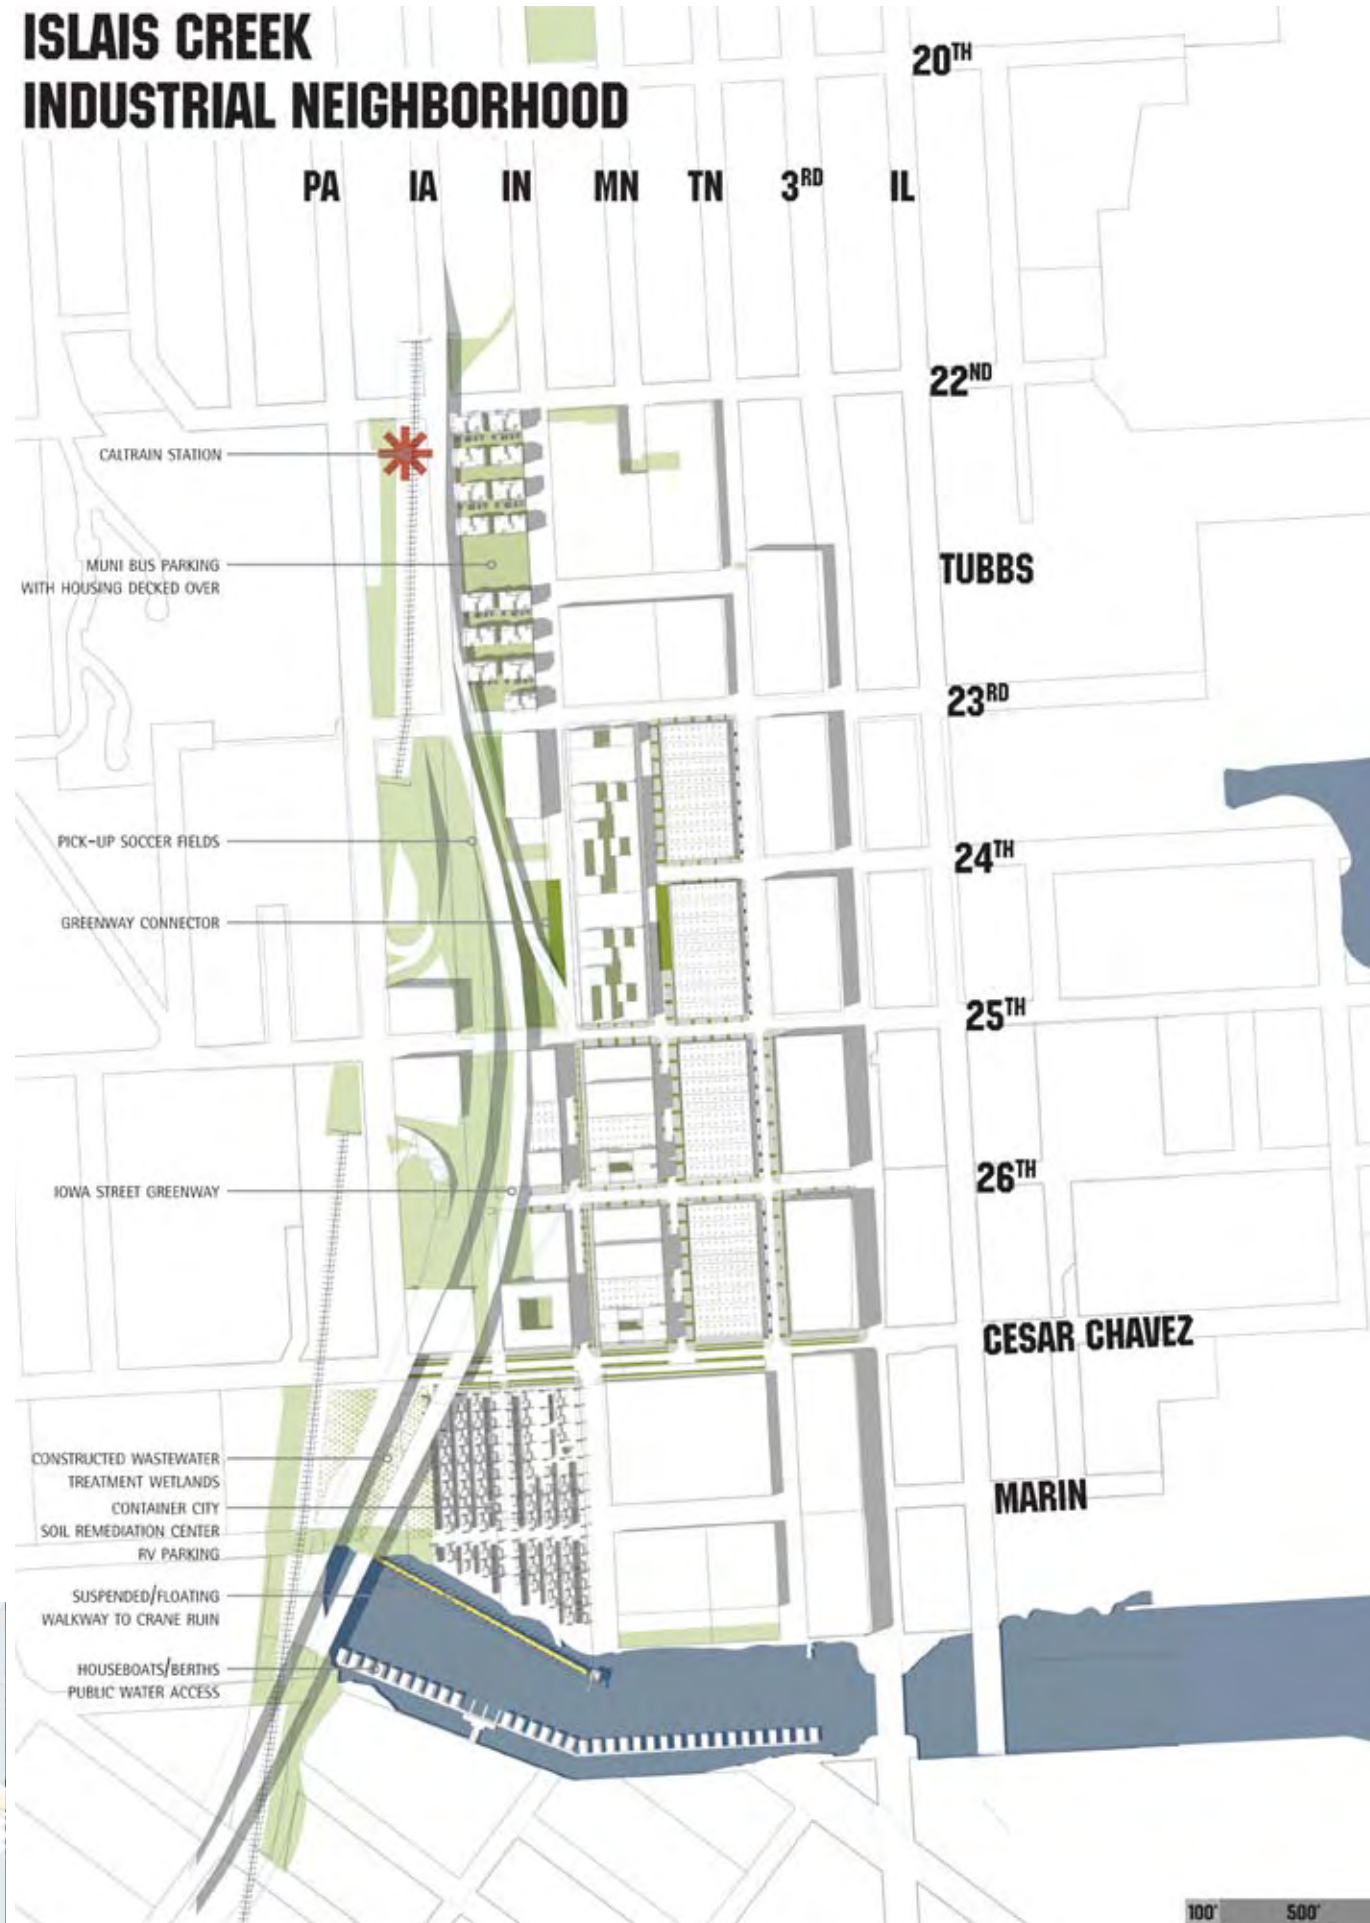 ISLAIS CREEK
INDUSTRIAL NEIGHBORHOOD
20TH
PA IA IN MN TN 3RD IL
22ND
CALTRAIN STATION
MUNI BUS PARKING
WITH HOUSING DECKED OVER
TUBBS
23RD
PICK-UP SOCCER FIELDS
24TH
GREENWAY CONNECTOR
25TH
26TH
IOWA STREET GREENWAY
CESAR CHAVEZ
CONSTRUCTED WASTEWATER
TREATMENT WETLANDS
MARIN
CONTAINER CITY
SOIL REMEDIATION CENTER
RV PARKING
SUSPENDED/FLOATING
WALKWAY TO CRANE RUIN
HOUSEBOATS/BERTHS
PUBLIC WATER ACCESS
100' 500'